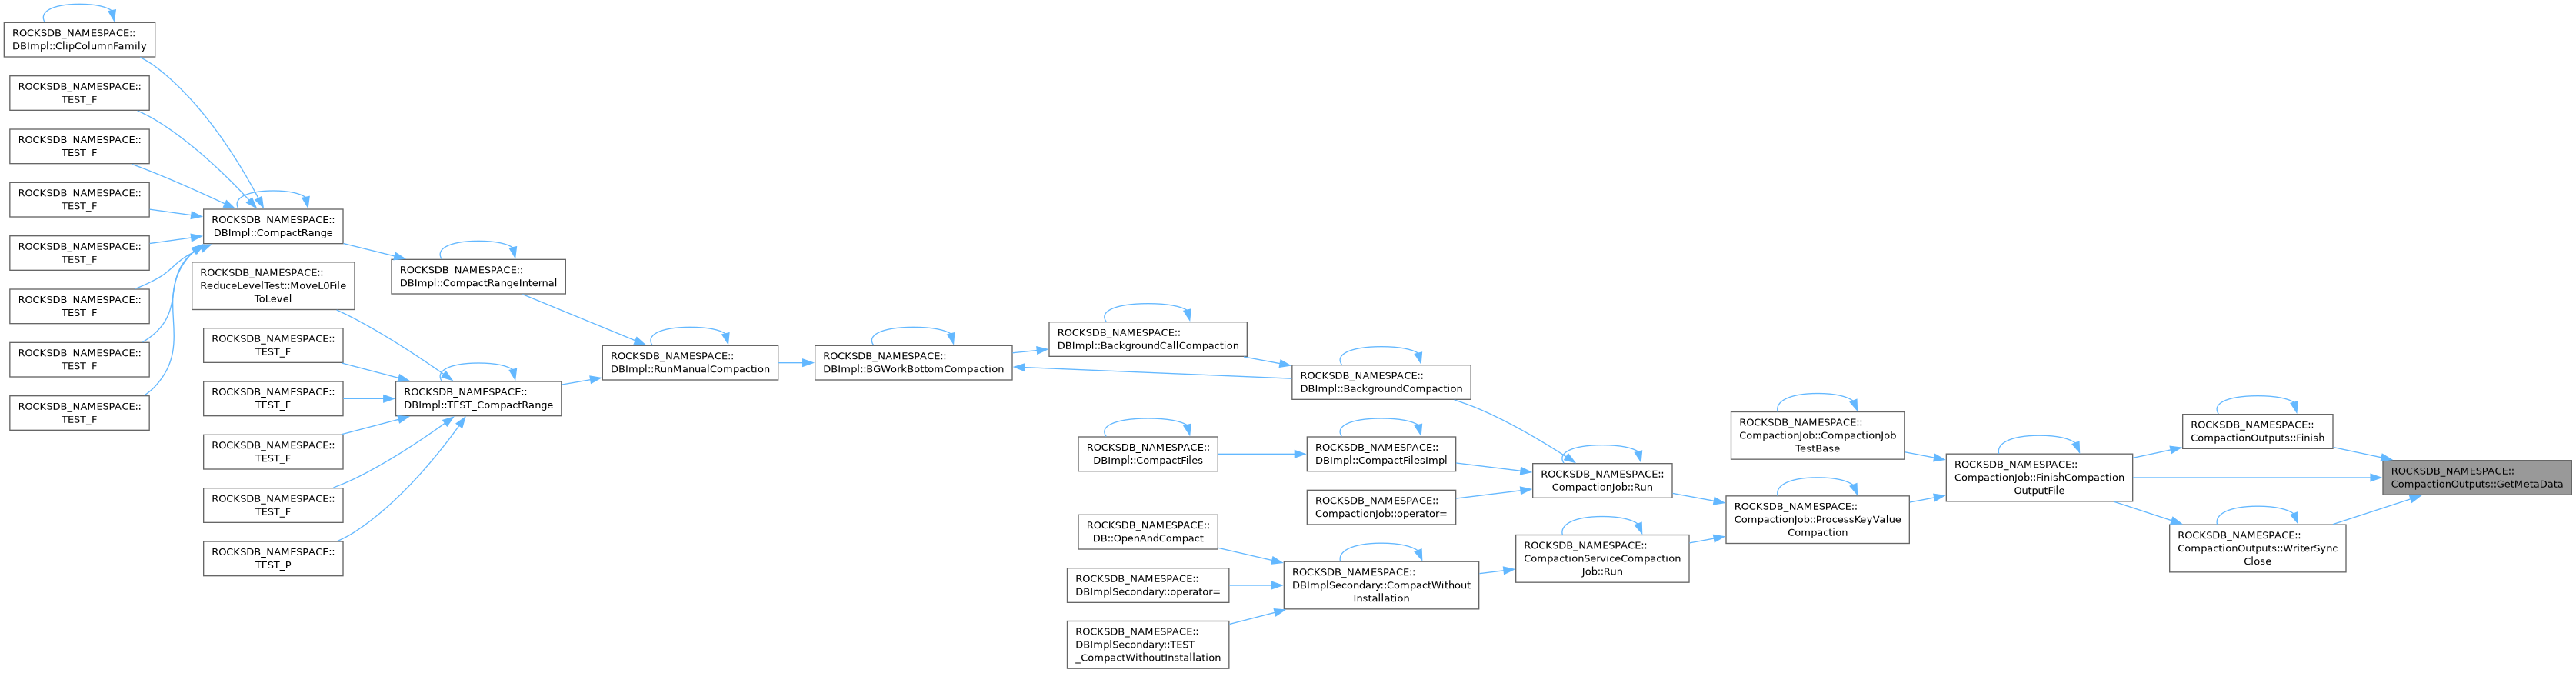 ROCKSDB_NAMESPACE::
DBImpl::ClipColumnFamily
ROCKSDB_NAMESPACE::
TEST_F
ROCKSDB_NAMESPACE::
TEST_F
ROCKSDB_NAMESPACE::
TEST_F
ROCKSDB_NAMESPACE::
TEST_F
ROCKSDB_NAMESPACE::
TEST_F
ROCKSDB_NAMESPACE::
TEST_F
ROCKSDB_NAMESPACE::
TEST_F
ROCKSDB_NAMESPACE::
DBImpl::CompactRange
ROCKSDB_NAMESPACE::
ReduceLevelTest::MoveL0File
ToLevel
ROCKSDB_NAMESPACE::
TEST_F
ROCKSDB_NAMESPACE::
TEST_F
ROCKSDB_NAMESPACE::
TEST_F
ROCKSDB_NAMESPACE::
TEST_F
ROCKSDB_NAMESPACE::
TEST_P
ROCKSDB_NAMESPACE::
DBImpl::CompactRangeInternal
ROCKSDB_NAMESPACE::
DBImpl::TEST_CompactRange
ROCKSDB_NAMESPACE::
DBImpl::RunManualCompaction
ROCKSDB_NAMESPACE::
DBImpl::BGWorkBottomCompaction
ROCKSDB_NAMESPACE::
DBImpl::BackgroundCallCompaction
ROCKSDB_NAMESPACE::
DBImpl::CompactFiles
ROCKSDB_NAMESPACE::
DB::OpenAndCompact
ROCKSDB_NAMESPACE::
DBImplSecondary::operator=
ROCKSDB_NAMESPACE::
DBImplSecondary::TEST
_CompactWithoutInstallation
ROCKSDB_NAMESPACE::
DBImpl::BackgroundCompaction
ROCKSDB_NAMESPACE::
DBImpl::CompactFilesImpl
ROCKSDB_NAMESPACE::
CompactionJob::operator=
ROCKSDB_NAMESPACE::
DBImplSecondary::CompactWithout
Installation
ROCKSDB_NAMESPACE::
CompactionJob::Run
ROCKSDB_NAMESPACE::
CompactionServiceCompaction
Job::Run
ROCKSDB_NAMESPACE::
CompactionJob::CompactionJob
TestBase
ROCKSDB_NAMESPACE::
CompactionJob::ProcessKeyValue
Compaction
ROCKSDB_NAMESPACE::
CompactionJob::FinishCompaction
OutputFile
ROCKSDB_NAMESPACE::
CompactionOutputs::Finish
ROCKSDB_NAMESPACE::
CompactionOutputs::WriterSync
Close
ROCKSDB_NAMESPACE::
CompactionOutputs::GetMetaData